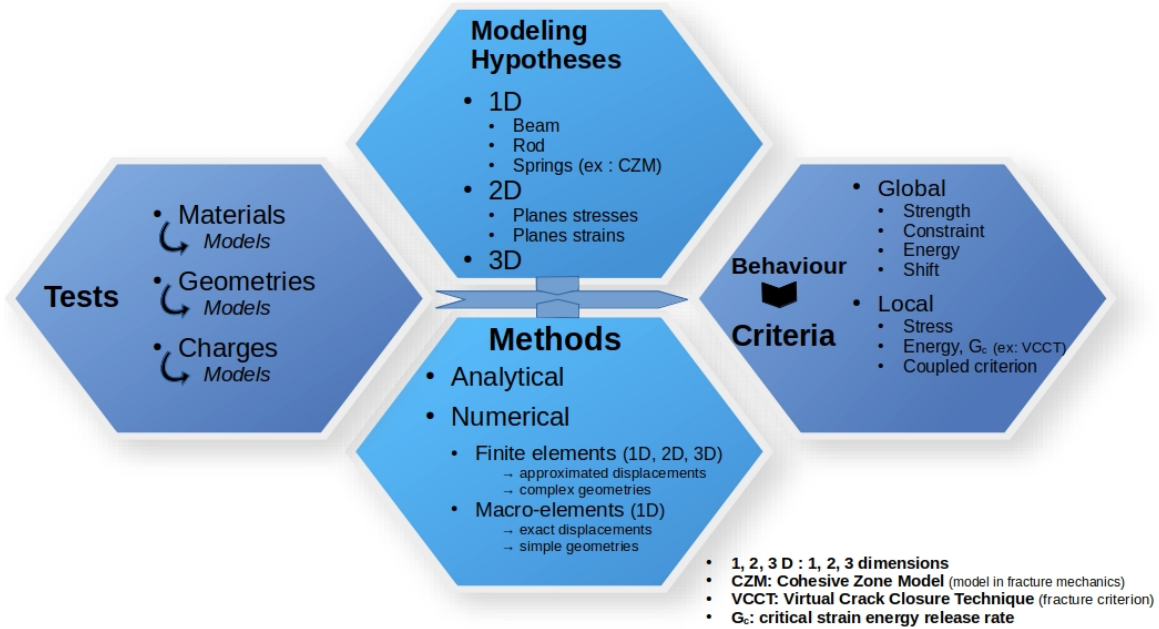 Modeling
Hypotheses
• 1D
• Beam
• Rod
• Springs (ex : CZM)
• 2D
• Planes stresses
• Planes strains
• 3D
Tests
• Materials
Models
• Geometries
Models
• Charges
Models
Methods
• Analytical
• Numerical
• Finite elements (1D, 2D, 3D)
→ approximated displacements
→ complex geometries
• Macro-elements (1D)
→ exact displacements
→ simple geometries
Behaviour
Criteria
• Global
• Strength
• Constraint
• Energy
• Shift
• Local
• Stress
• Energy, G꜀ (ex: VCCT)
• Coupled criterion
• 1, 2, 3 D : 1, 2, 3 dimensions
• CZM: Cohesive Zone Model (model in fracture mechanics)
• VCCT: Virtual Crack Closure Technique (fracture criterion)
• G꜀: critical strain energy release rate